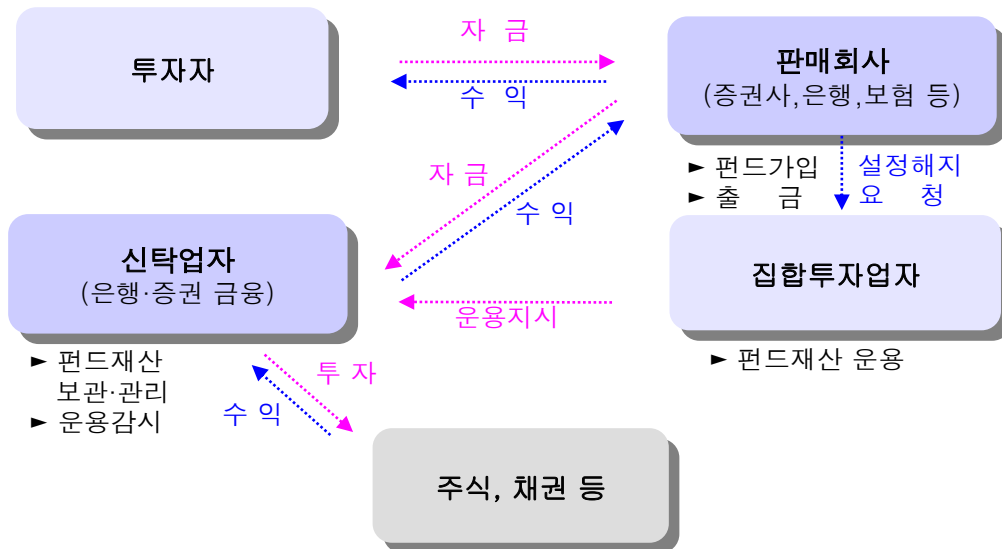 자 금
투자자
수 익
판매회사
(증권사,은행,보험 등)
► 펀드가입
► 출 금
설정해지
요 청
자 금
수 익
신탁업자
(은행·증권 금융)
집합투자업자
운용지시
► 펀드재산
보관·관리
► 운용감시
► 펀드재산 운용
투 자
수 익
주식, 채권 등